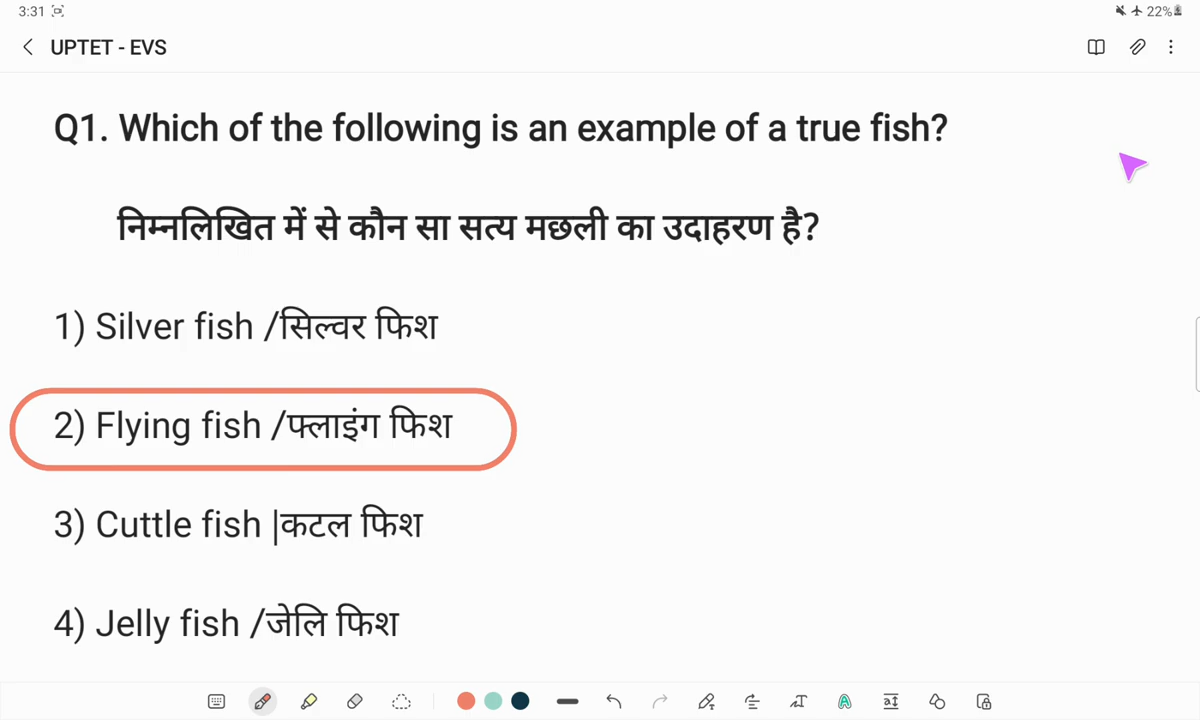 3:31
22%
UPTET - EVS
Q1. Which of the following is an example of a true fish?
निम्नलिखित में से कौन सा सत्य मछली का उदाहरण है?
1) Silver fish /सिल्वर फिश
2) Flying fish /फ्लाइंग फिश
3) Cuttle fish |कटल फिश
4) Jelly fish /जेलि फिश